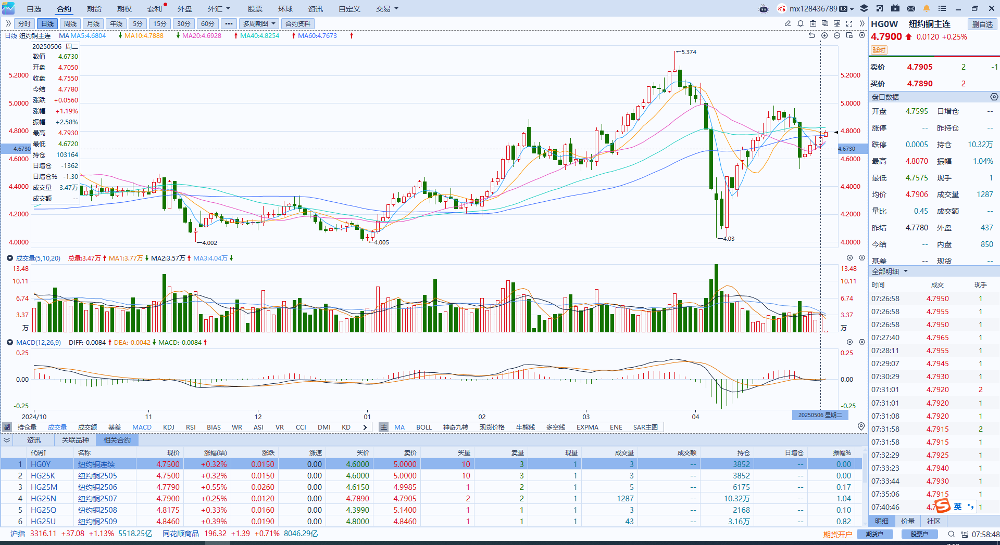 自选 合约 期货 期权 套利 外盘 外汇 股票 环球 资讯 自定义 交易 mx128436789 L2
分时 日线 周线 月线 年线 5分 15分 30分 60分 ••• 多周期图 合约资料
HG0W 纽约铜主连 删自选
日线 纽约铜主连 MA MA5:4.6804 MA10:4.7888 MA20:4.6928 MA40:4.8254 MA60:4.7673
4.7900 0.0120 +0.25%
延时
20250506 周二
数值 4.6730
开盘 4.7050
收盘 4.7550
今结 4.7780
涨跌 +0.0560
涨幅 +1.19%
振幅 +2.58%
最高 4.7930
最低 4.6720
持仓 103164
日增仓 -1362
日增仓% -1.30
成交量 3.47万
成交额 --
5.2000 5.2000
5.0000 5.0000
4.8000 4.8000
4.6730 4.6730
4.6000 4.6000
4.4000 4.4000
4.2000 4.2000
4.0000 4.0000
5.374
4.002
4.005
4.03
成交量(5,10,20) 总量:3.47万 MA1:3.77万 MA2:3.57万 MA3:4.04万
13.48 13.48
10.11 10.11
6.74 6.74
3.37 3.37
万 万
MACD(12,26,9) DIFF:-0.0084 DEA:-0.0042 MACD:-0.0084
0.25 0.25
0.00 0.00
-0.25 -0.25
2024/10 11 12 01 02 03 04 20250506 星期二
副 持仓量 成交量 成交额 基差 MACD KDJ RSI BIAS WR ASI VR CCI DMI KD 主 MA BOLL 神奇九转 现货价格 牛能线 多空线 EXPMA ENE SAR主图
卖价 4.7905 2 -1
买价 4.7890 2
盘口数据
开盘 4.7595 日增仓 --
涨停 -- 昨持仓 --
跌停 0.0005 持仓 10.32万
最高 4.8070 振幅 1.04%
最低 4.7575 现手 1
均价 4.7906 成交量 1287
量比 0.45 成交额 --
昨结 4.7780 外盘 437
今结 -- 内盘 850
基差 -- 现货 --
全部明细
时间 成交 现手
07:26:58 4.7950 1
07:26:58 4.7955 1
07:26:58 4.7950 1
07:27:40 4.7965 1
07:28:11 4.7955 1
07:29:07 4.7945 1
07:30:29 4.7930 1
07:31:01 4.7920 2
07:31:01 4.7920 1
07:31:08 4.7920 1
07:31:58 4.7915 2
07:31:58 4.7915 1
07:32:29 4.7925 1
07:33:23 4.7940 1
07:33:44 4.7930 1
07:35:06 4.7915 1
07:40:46 1
S 英
明细 价量 社区
资讯 关联品种 相关合约
代码↑ 名称 现价 涨幅(结) 涨跌 涨速 买价 卖价 买量 卖量 现量 成交量 成交额 持仓 日增仓 振幅%
1 HG0Y 纽约铜连续 4.7500 +0.32% 0.0150 0.00 4.6000 5.0000 10 3 1 3 -- 3852 -- 0.00
2 HG25K 纽约铜2505 4.7500 +0.32% 0.0150 0.00 4.6000 5.0000 10 3 1 3 -- 3852 -- 0.00
3 HG25M 纽约铜2506 4.7790 +0.55% 0.0260 0.00 4.6150 4.9985 1 2 1 5 -- 6175 -- 0.17
4 HG25N 纽约铜2507 4.7900 +0.25% 0.0120 0.00 4.7890 4.7905 2 2 1 1287 -- 10.32万 -- 1.04
5 HG25Q 纽约铜2508 4.8175 +0.33% 0.0160 0.00 4.3990 5.1400 1 1 1 3 -- 2168 -- 0.10
6 HG25U 纽约铜2509 4.8460 +0.39% 0.0190 0.00 4.8000 4.8460 1 1 1 43 -- 3.16万 -- 0.82
沪指 3316.11 +37.08 +1.13% 5518.25亿 同花顺商品 196.32 +1.39 +0.71% 8046.29亿 期货开户 期货户 股票户 07:58:48